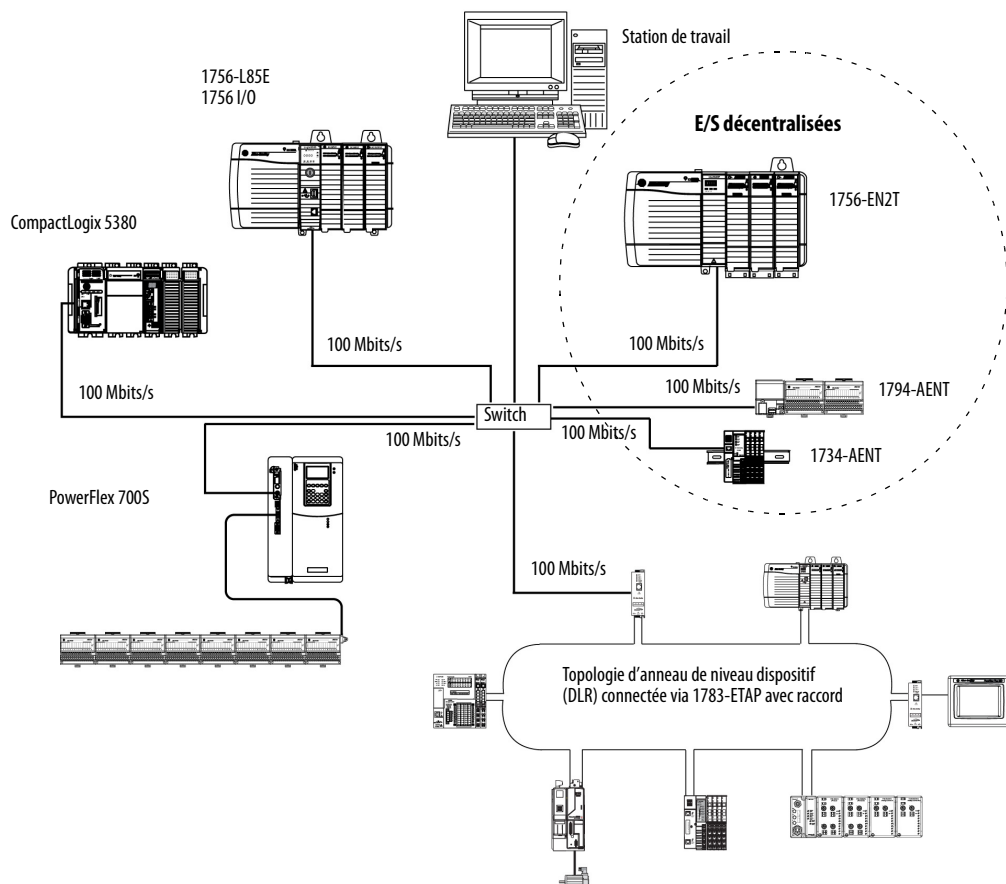 Station de travail
1756-L85E
1756 I/O
E/S décentralisées
1756-EN2T
CompactLogix 5380
100 Mbits/s
100 Mbits/s
100 Mbits/s
100 Mbits/s
1794-AENT
Switch
100 Mbits/s
100 Mbits/s
1734-AENT
PowerFlex 700S
100 Mbits/s
Topologie d'anneau de niveau dispositif
(DLR) connectée via 1783-ETAP avec raccord